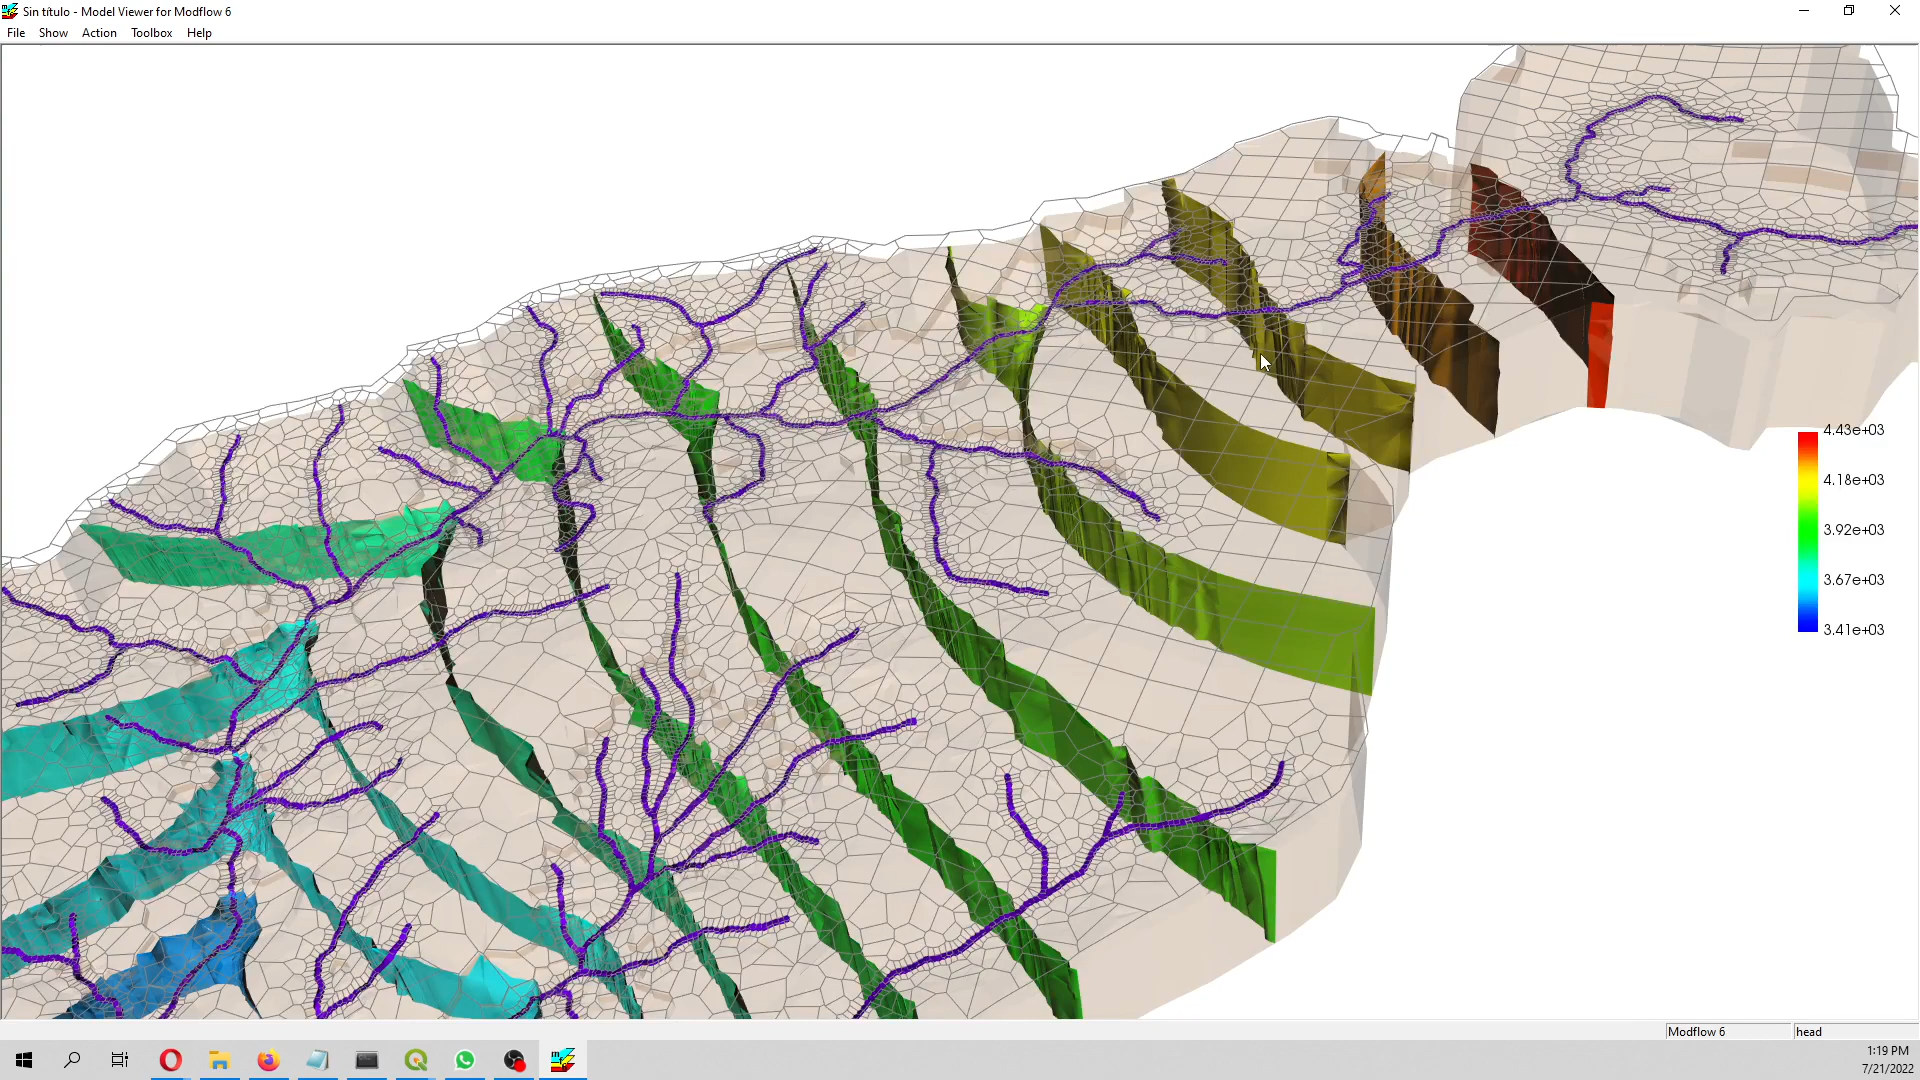 Sin título - Model Viewer for Modflow 6
File Show Action Toolbox Help
4.43e+03
4.18e+03
3.92e+03
3.67e+03
3.41e+03
Modflow 6 head
1:19 PM
7/21/2022